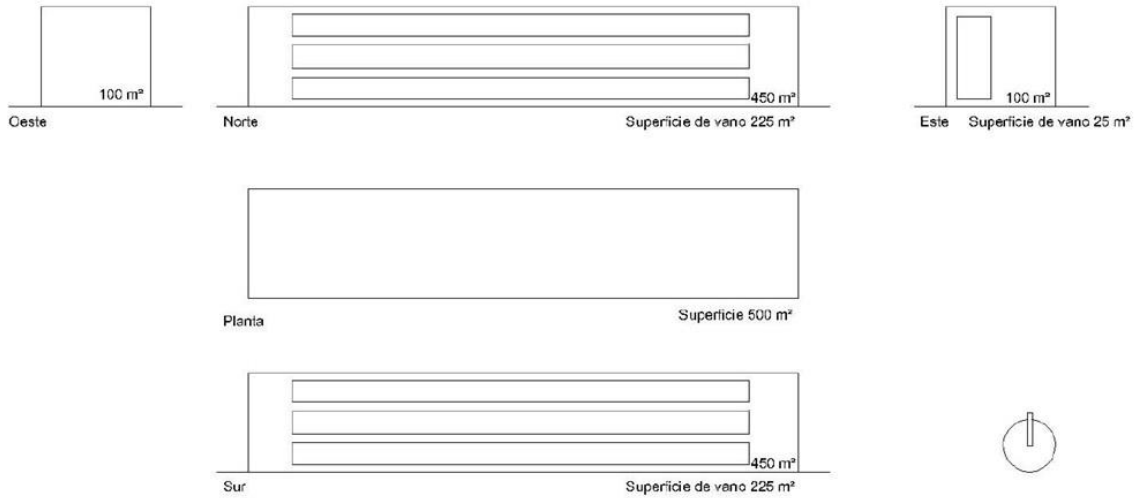 100 m²
Oeste
450 m²
Norte
Superficie de vano 225 m²
100 m²
Este
Superficie de vano 25 m²
Planta
Superficie 500 m²
450 m²
Sur
Superficie de vano 225 m²